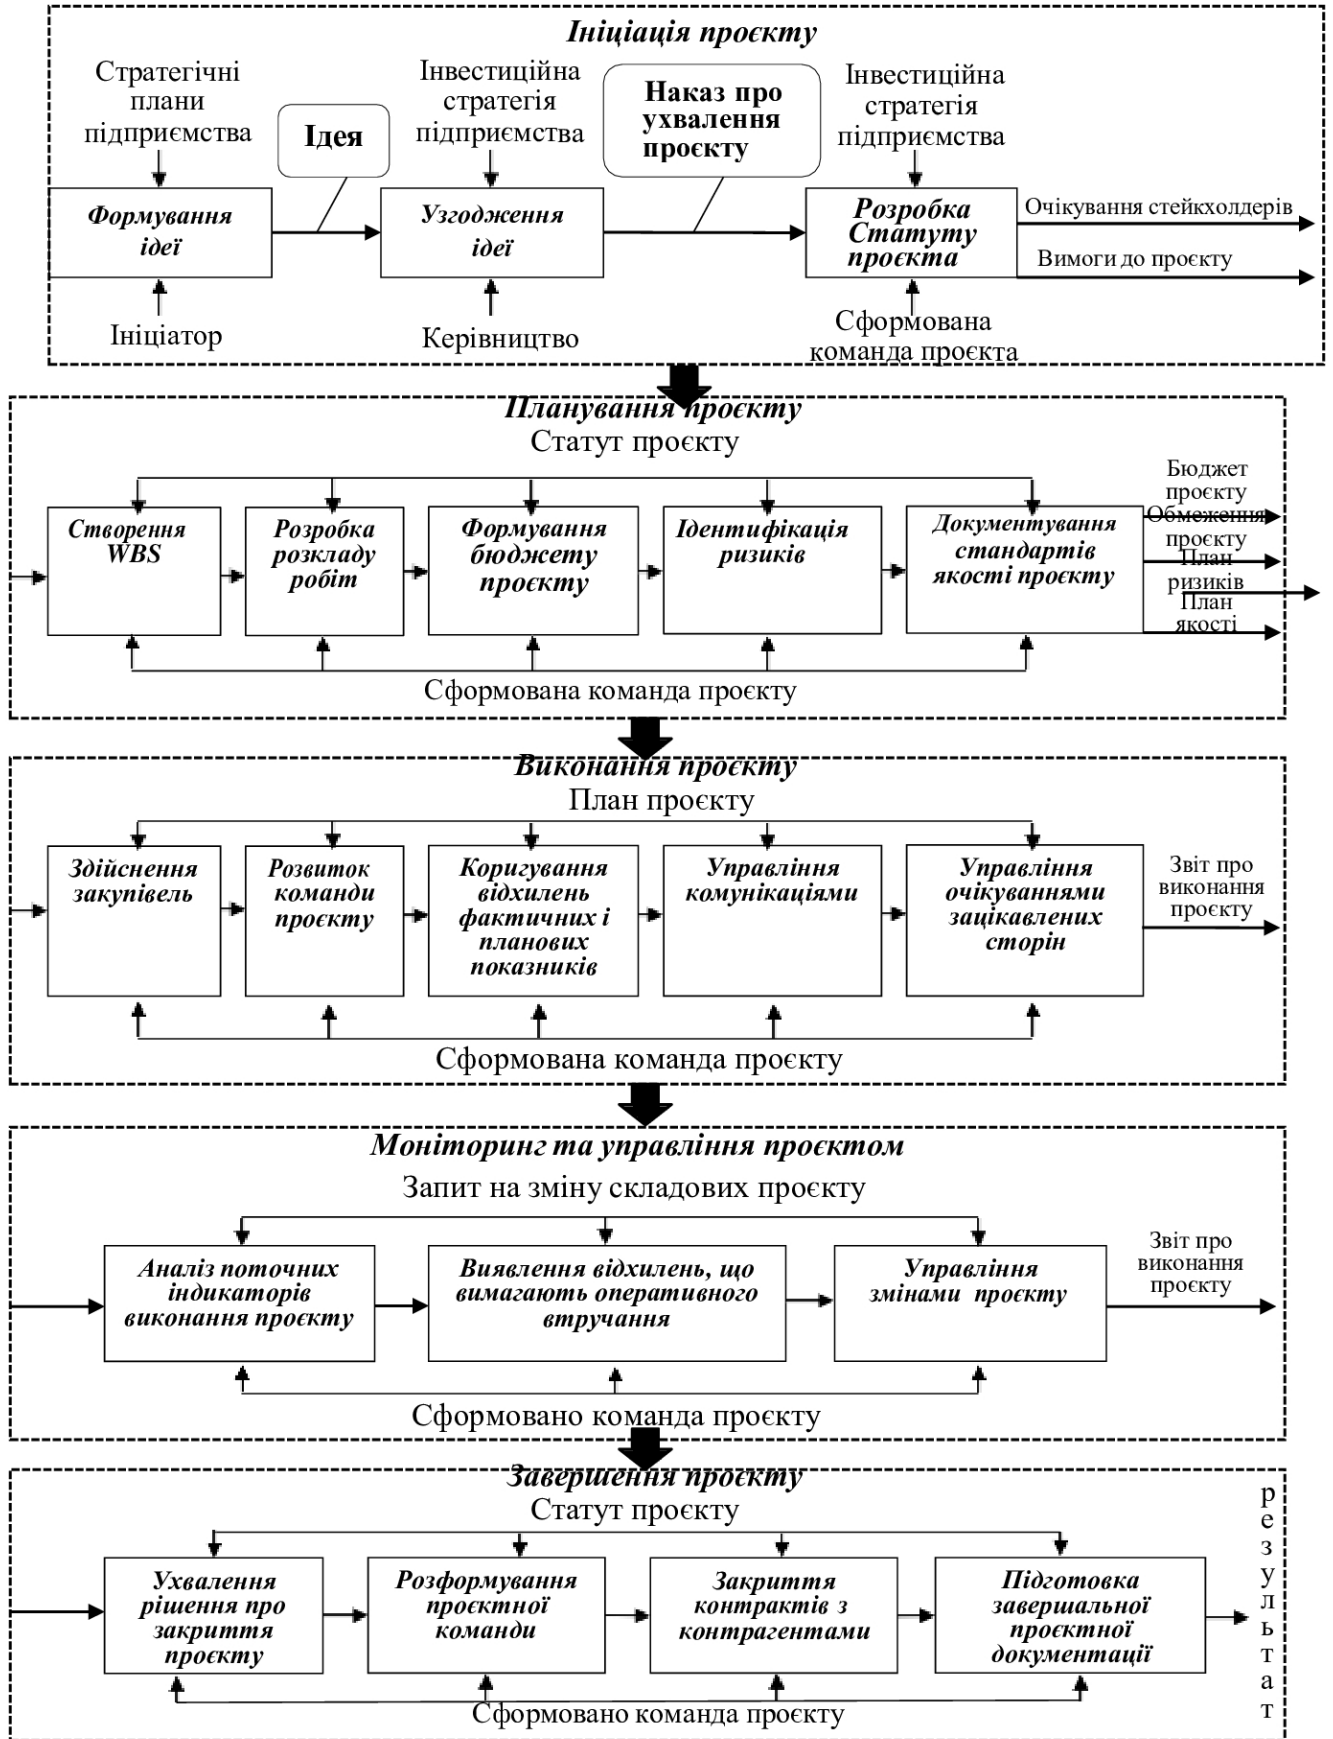 Ініціація проєкту
Стратегічні
плани
підприємства
Ідея
Інвестиційна
стратегія
підприємства
Наказ про
ухвалення
проєкту
Інвестиційна
стратегія
підприємства
Формування
ідеї
Узгодження
ідеї
Розробка
Статуту
проєкта
Очікування стейкхолдерів
Вимоги до проєкту
Ініціатор
Керівництво
Сформована
команда проєкта
Планування проєкту
Статут проєкту
Створення
WBS
Розробка
розкладу
робіт
Формування
бюджету
проєкту
Ідентифікація
ризиків
Документування
стандартів
якості проєкту
Бюджет
проєкту
Обмеження
проєкту
План
ризиків
План
якості
Сформована команда проєкту
Виконання проєкту
План проєкту
Здійснення
закупівель
Розвиток
команди
проєкту
Коригування
відхилень
фактичних і
планових
показників
Управління
комунікаціями
Управління
очікуваннями
зацікавлених
сторін
Звіт про
виконання
проєкту
Сформована команда проєкту
Моніторинг та управління проєктом
Запит на зміну складових проєкту
Аналіз поточних
індикаторів
виконання проєкту
Виявлення відхилень, що
вимагають оперативного
втручання
Управління
змінами проєкту
Звіт про
виконання
проєкту
Сформовано команда проєкту
Завершення проєкту
Статут проєкту
Ухвалення
рішення про
закриття
проєкту
Розформування
проєктної
команди
Закриття
контрактів з
контрагентами
Підготовка
завершальної
проєктної
документації
результат
Сформовано команда проєкту